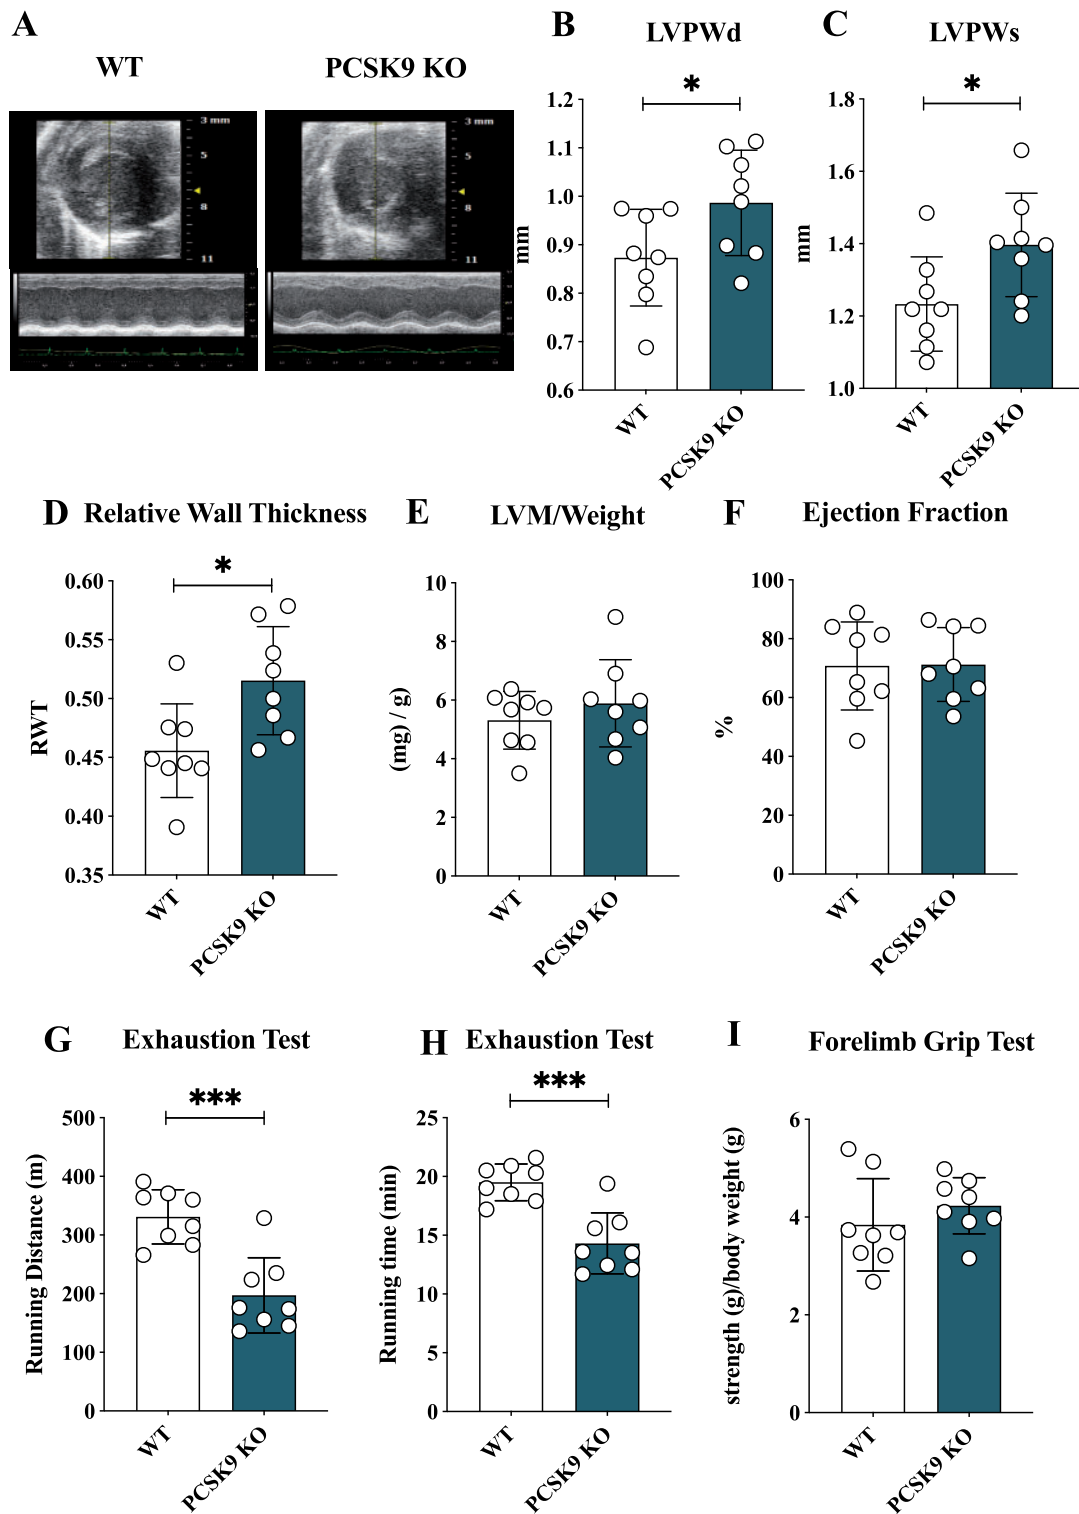 A
WT
PCSK9 KO
3 mm
5
8
11
3 mm
5
8
11
B
LVPWd
*
mm
1.2
1.0
0.9
0.8
0.7
0.6
WT
PCSK9 KO
C
LVPWs
*
mm
1.8
1.6
1.4
1.2
1.0
WT
PCSK9 KO
D
Relative Wall Thickness
*
RWT
0.60
0.55
0.50
0.45
0.40
0.35
WT
PCSK9 KO
E
LVM/Weight
(mg) / g
10
8
6
4
2
0
WT
PCSK9 KO
F
Ejection Fraction
%
100
80
60
40
20
0
WT
PCSK9 KO
G
Exhaustion Test
***
Running Distance (m)
500
400
300
200
100
0
WT
PCSK9 KO
H
Exhaustion Test
***
Running time (min)
25
20
15
10
5
0
WT
PCSK9 KO
I
Forelimb Grip Test
strength (g)/body weight (g)
6
4
2
0
WT
PCSK9 KO